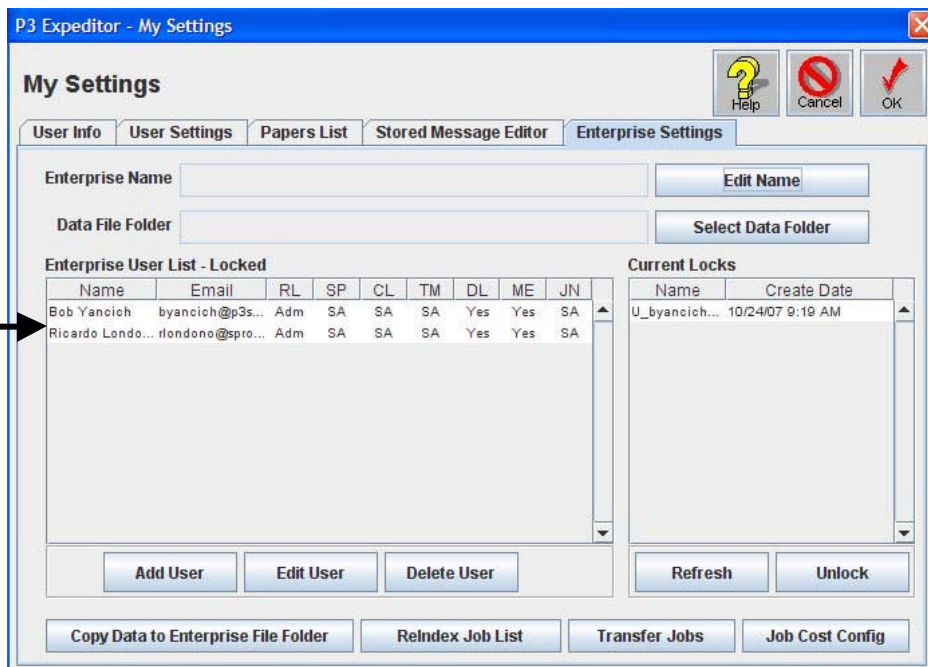 P3 Expeditor - My Settings
My Settings
Help
Cancel
OK
User Info
User Settings
Papers List
Stored Message Editor
Enterprise Settings
Enterprise Name
Edit Name
Data File Folder
Select Data Folder
Enterprise User List - Locked
Name Email RL SP CL TM DL ME JN
Bob Yancich byancich@p3s... Adm SA SA SA Yes Yes SA
Ricardo Londo... rlondono@spro... Adm SA SA SA Yes Yes SA
Add User
Edit User
Delete User
Current Locks
Name Create Date
U_byancich... 10/24/07 9:19 AM
Refresh
Unlock
Copy Data to Enterprise File Folder
ReIndex Job List
Transfer Jobs
Job Cost Config